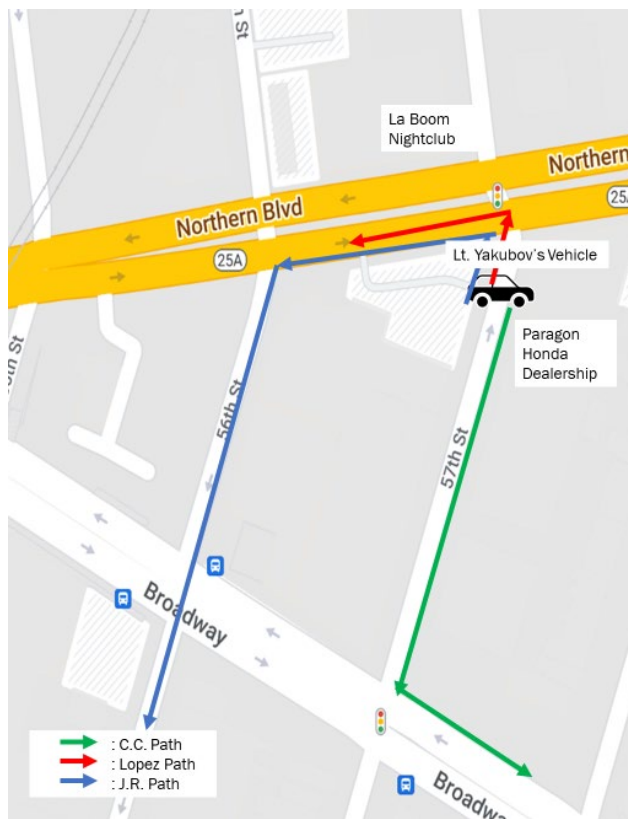 St
La Boom
Nightclub
Northern
Northern Blvd
25A
25A
Lt. Yakubov's Vehicle
Paragon
Honda
Dealership
56th St
57th St
Broadway
Broadway
: C.C. Path
: Lopez Path
: J.R. Path